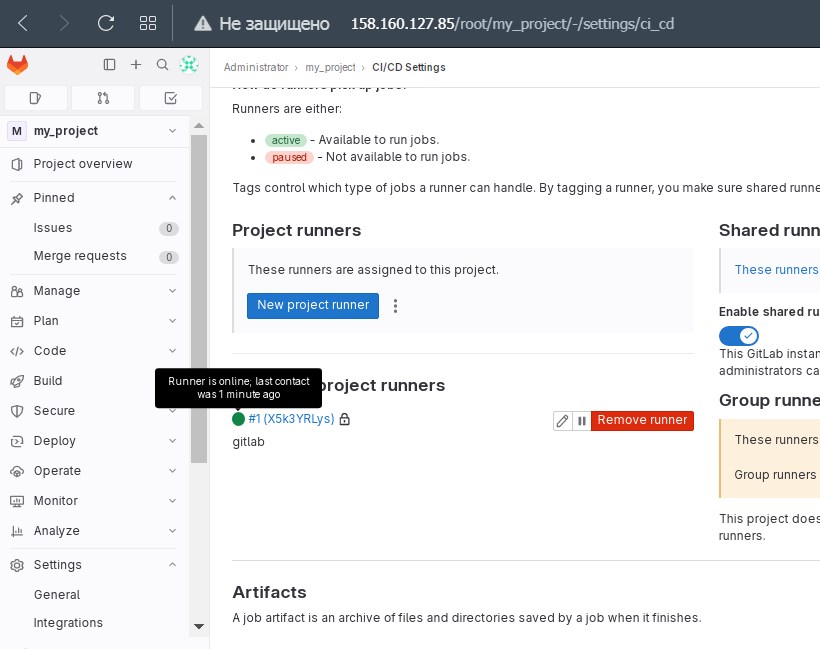 Не защищено 158.160.127.85/root/my_project/-/settings/ci_cd
Administrator › my_project › CI/CD Settings
M my_project
Project overview
Pinned
Issues 0
Merge requests 0
Manage
Plan
Code
Build
Secure
Deploy
Operate
Monitor
Analyze
Settings
General
Integrations
How do runners pick up jobs?
Runners are either:
• active - Available to run jobs.
• paused - Not available to run jobs.
Tags control which type of jobs a runner can handle. By tagging a runner, you make sure shared runne
Project runners
These runners are assigned to this project.
New project runner
Runner is online; last contact
was 1 minute ago
project runners
#1 (X5k3YRLys)
Remove runner
gitlab
Shared runn
These runners
Enable shared ru
This GitLab instan
administrators ca
Group runne
These runners
Group runners
This project does
runners.
Artifacts
A job artifact is an archive of files and directories saved by a job when it finishes.